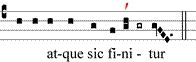 at-que sic fi-ni - tur